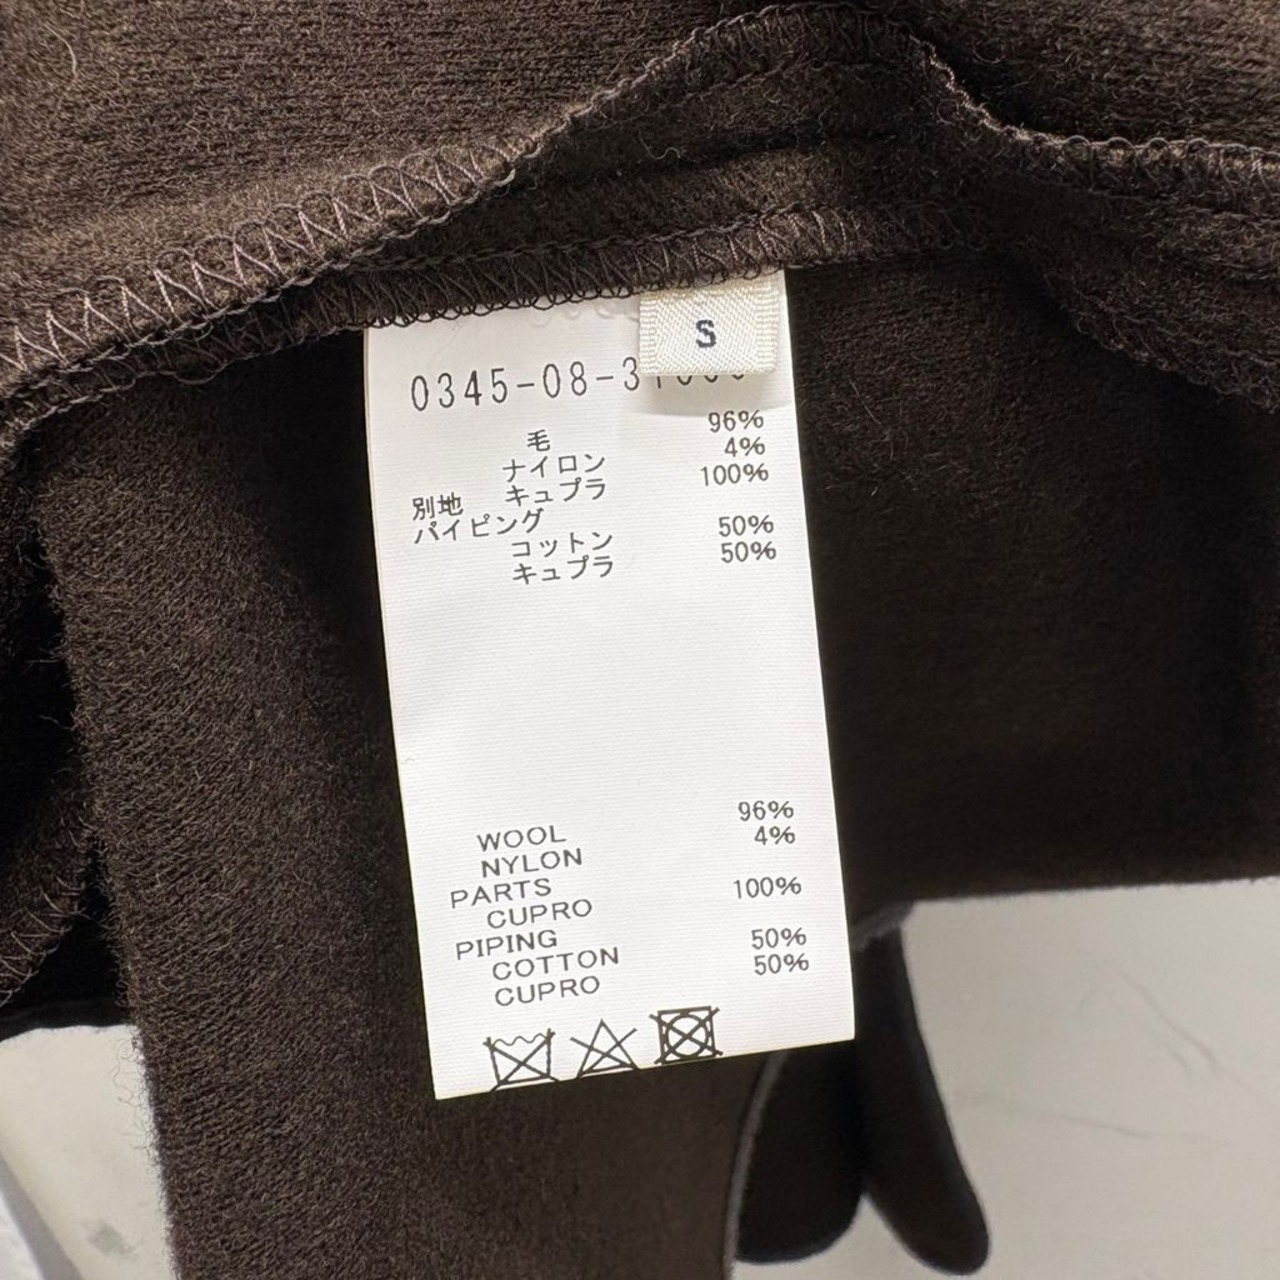 S
0345-08-3
毛 96%
ナイロン 4%
別地 キュプラ 100%
パイピング
コットン 50%
キュプラ 50%
WOOL 96%
NYLON 4%
PARTS
CUPRO 100%
PIPING
COTTON 50%
CUPRO 50%